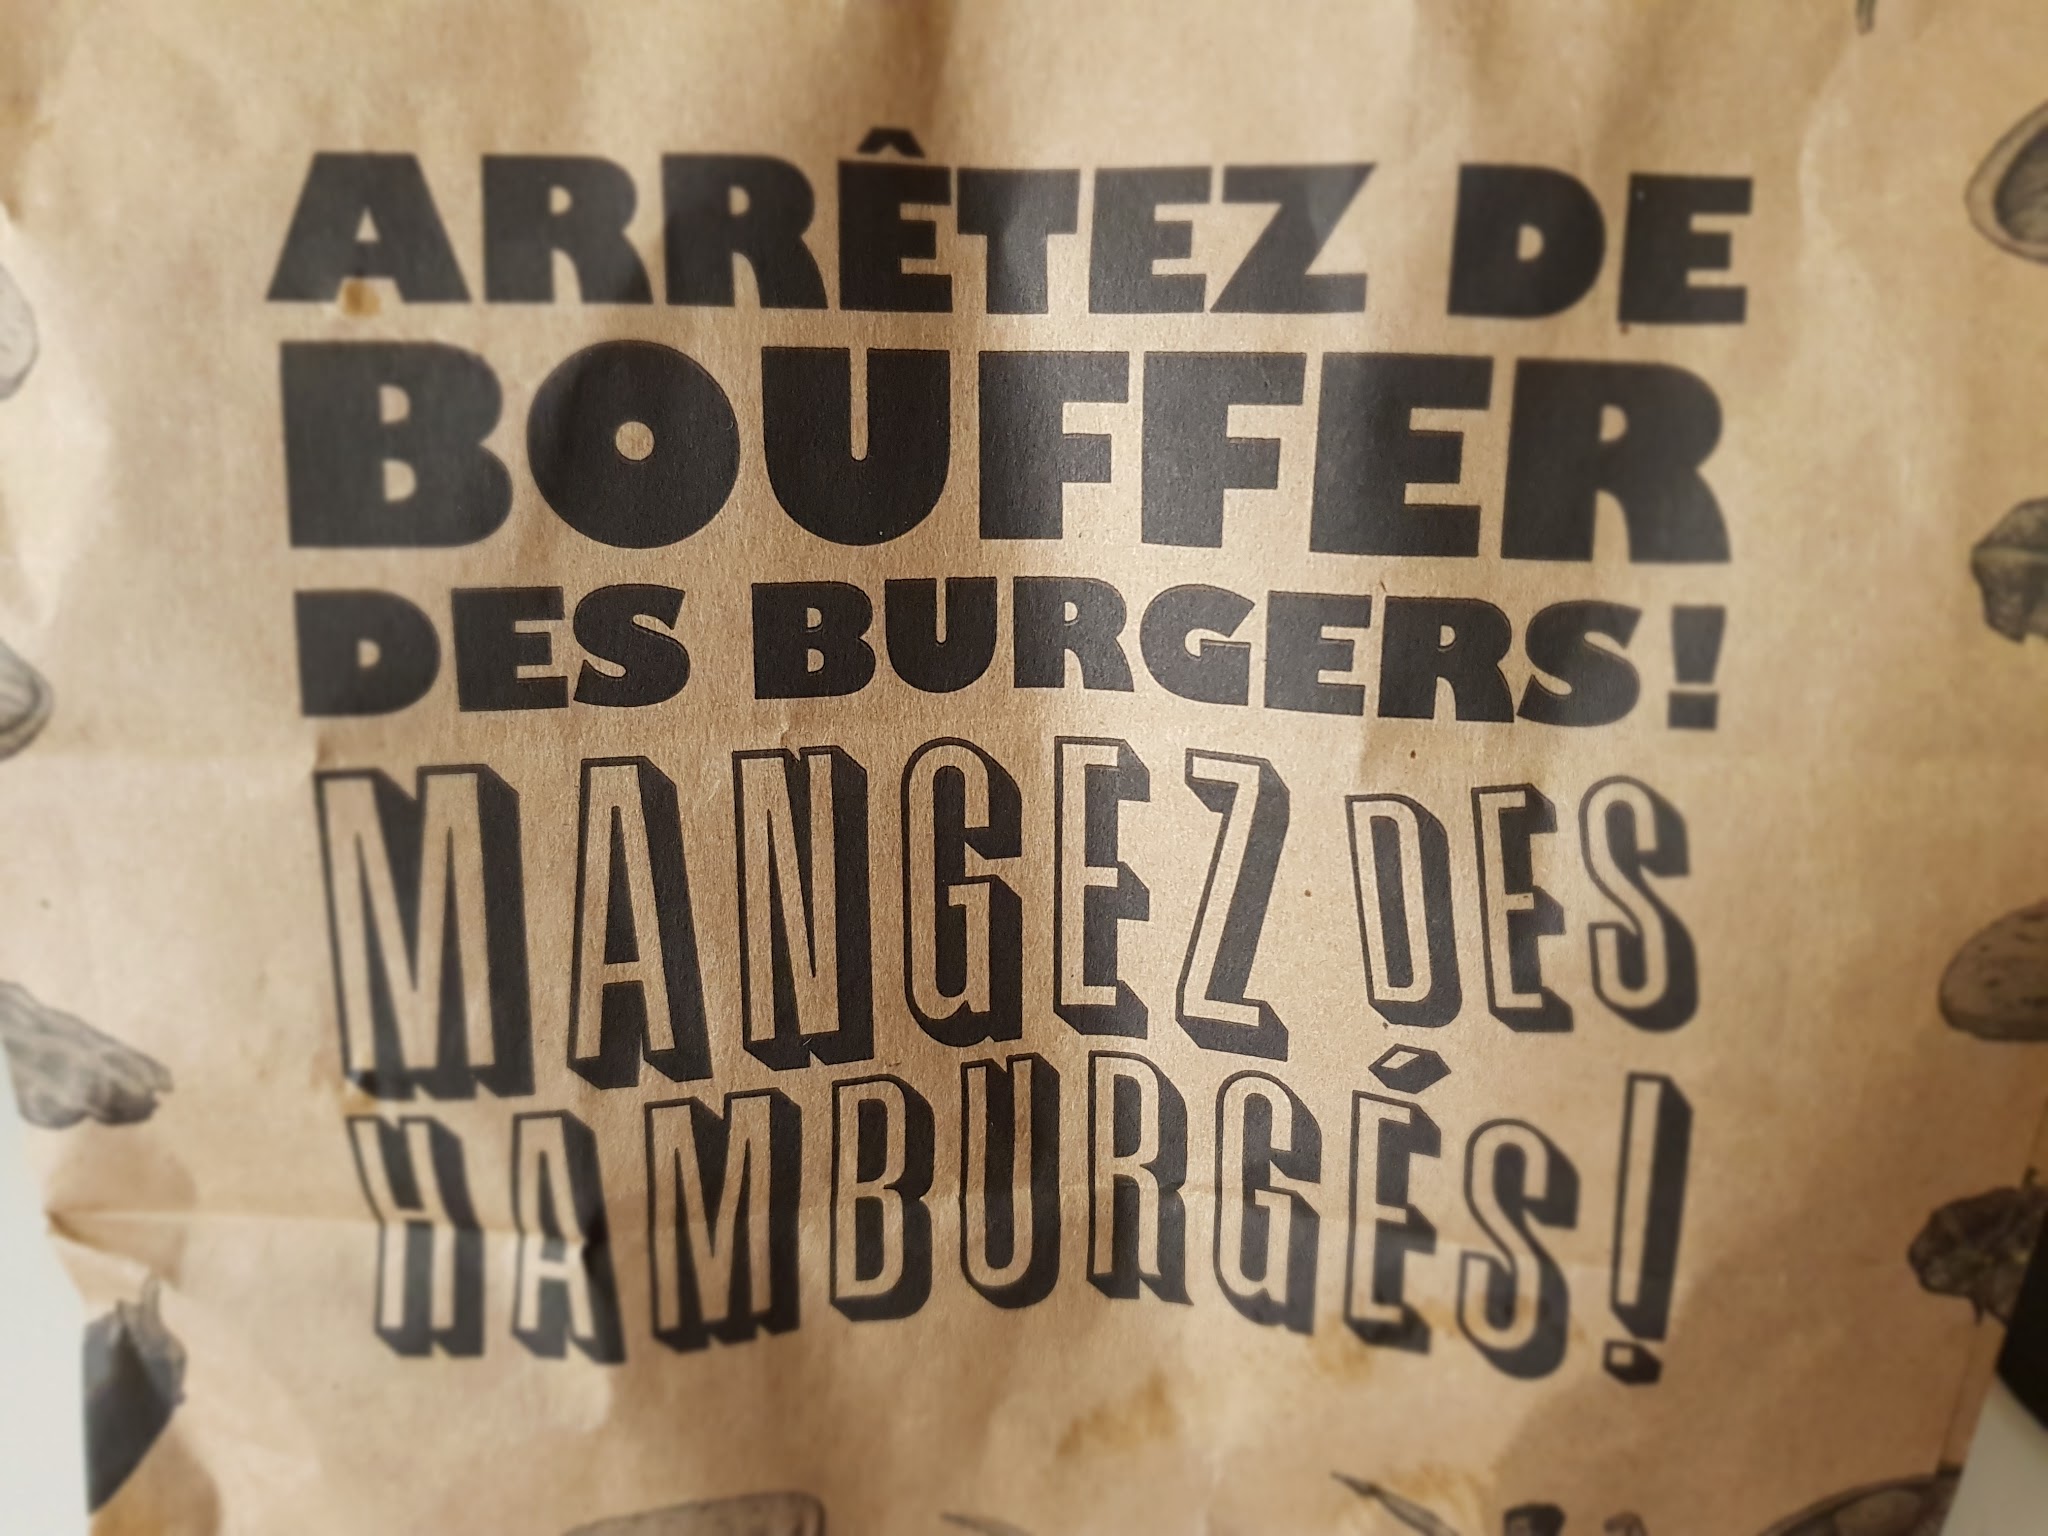 ARRÊTEZ DE
BOUFFER
DES BURGERS!
MANGEZ DES
HAMBURGÉS!